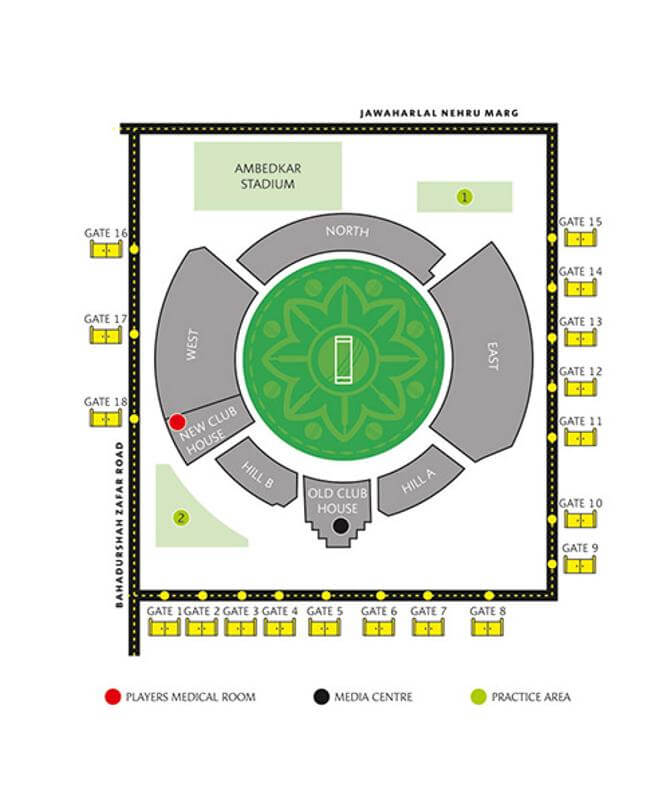 JAWAHARLAL NEHRU MARG
AMBEDKAR
STADIUM
1
NORTH
GATE 15
GATE 16
GATE 14
GATE 17
GATE 13
WEST
EAST
GATE 12
GATE 18
GATE 11
NEW CLUB
HOUSE
HILL B
HILL A
OLD CLUB
HOUSE
GATE 10
2
BAHADURSHAH ZAFAR ROAD
GATE 9
GATE 1 GATE 2 GATE 3 GATE 4 GATE 5 GATE 6 GATE 7 GATE 8
PLAYERS MEDICAL ROOM MEDIA CENTRE PRACTICE AREA